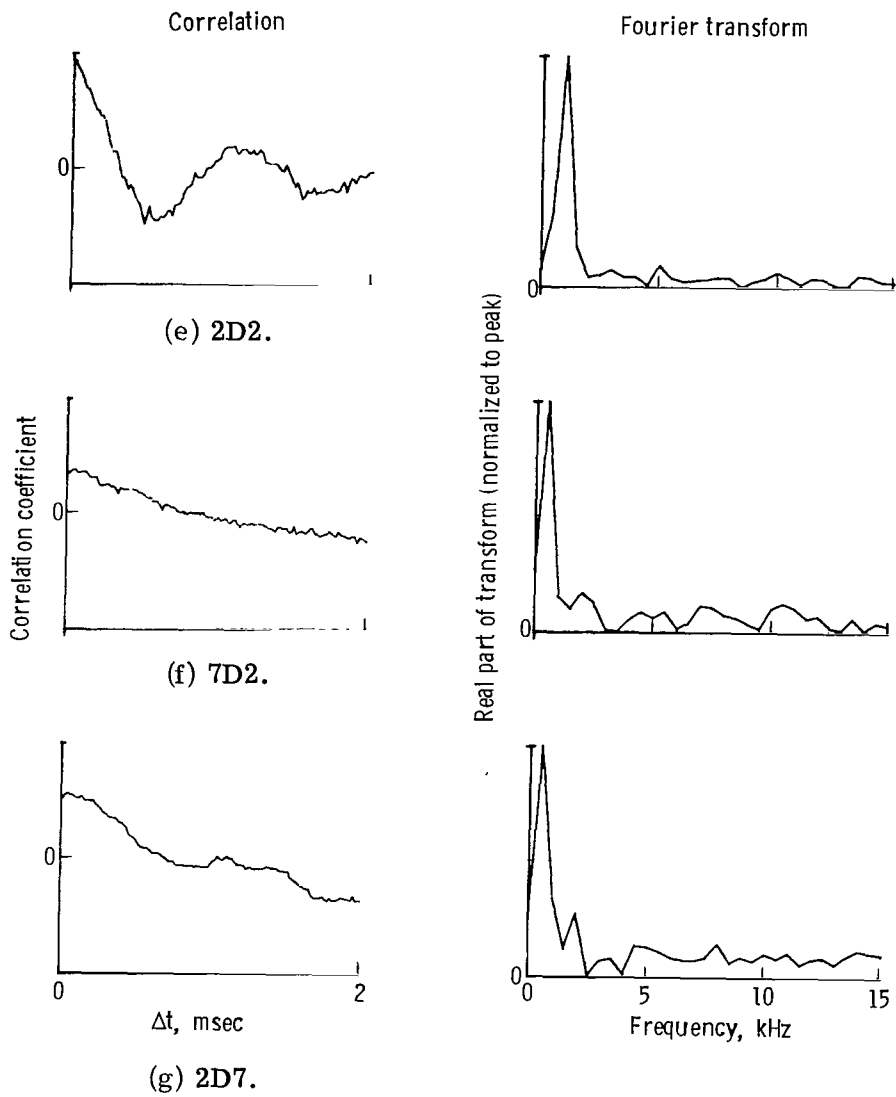 Correlation
Fourier transform
0
0
(e) 2D2.
Correlation coefficient
0
Real part of transform (normalized to peak)
0
(f) 7D2.
0
0
0
2
0
5
10
15
Δt, msec
Frequency, kHz
(g) 2D7.